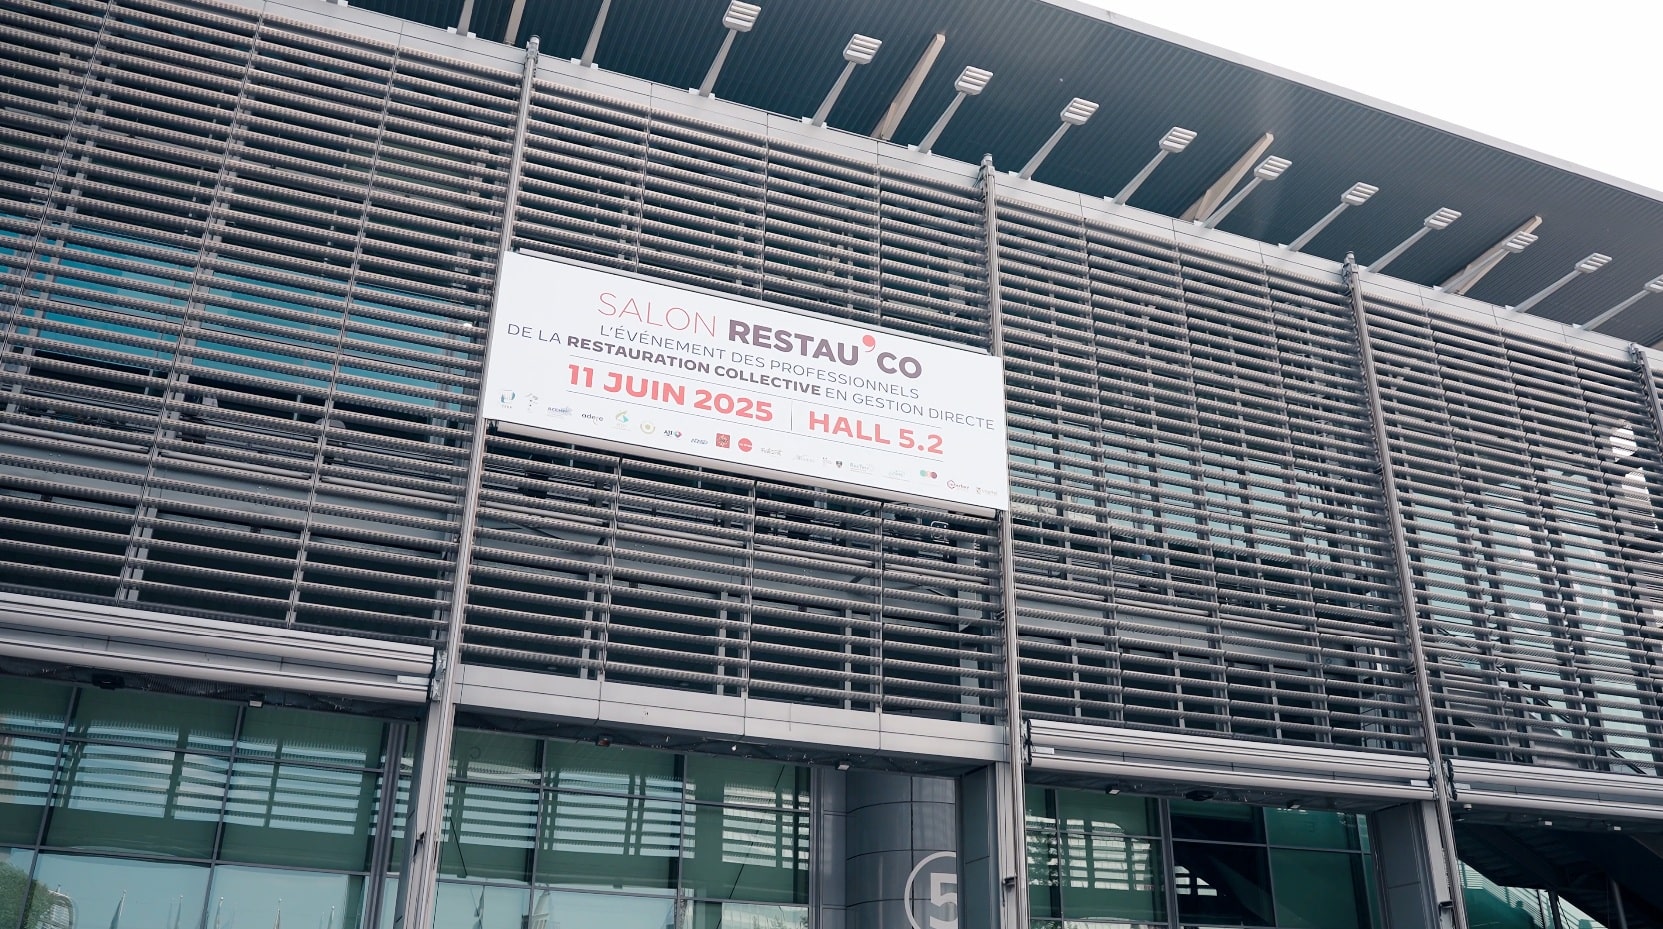 SALON RESTAU'CO
L'ÉVÉNEMENT DES PROFESSIONNELS
DE LA RESTAURATION COLLECTIVE EN GESTION DIRECTE
11 JUIN 2025 | HALL 5.2
adere
5